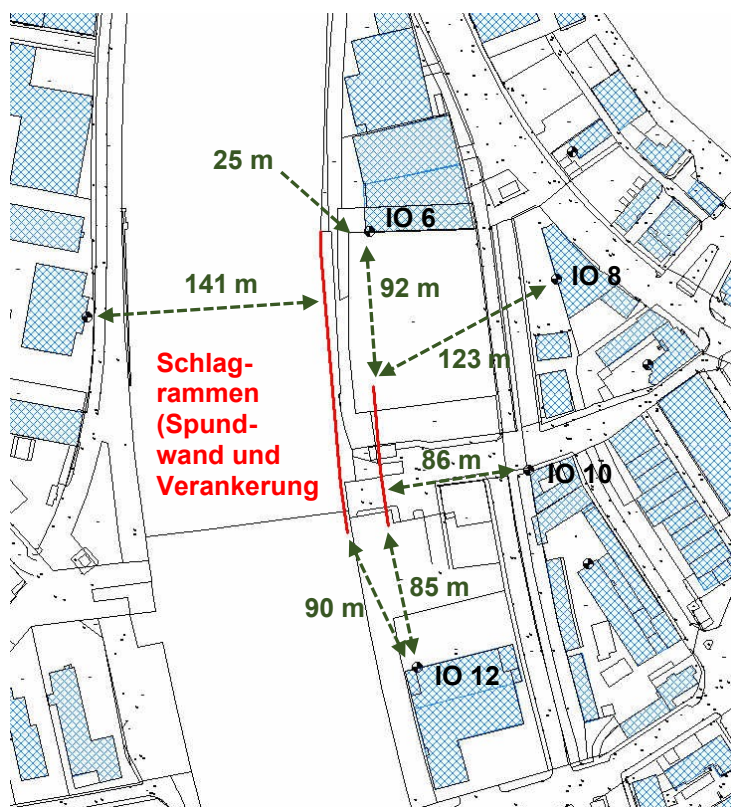 25 m
IO 6
141 m
92 m
IO 8
123 m
Schlag-
rammen
(Spund-
wand und
Verankerung
86 m
IO 10
90 m
85 m
IO 12